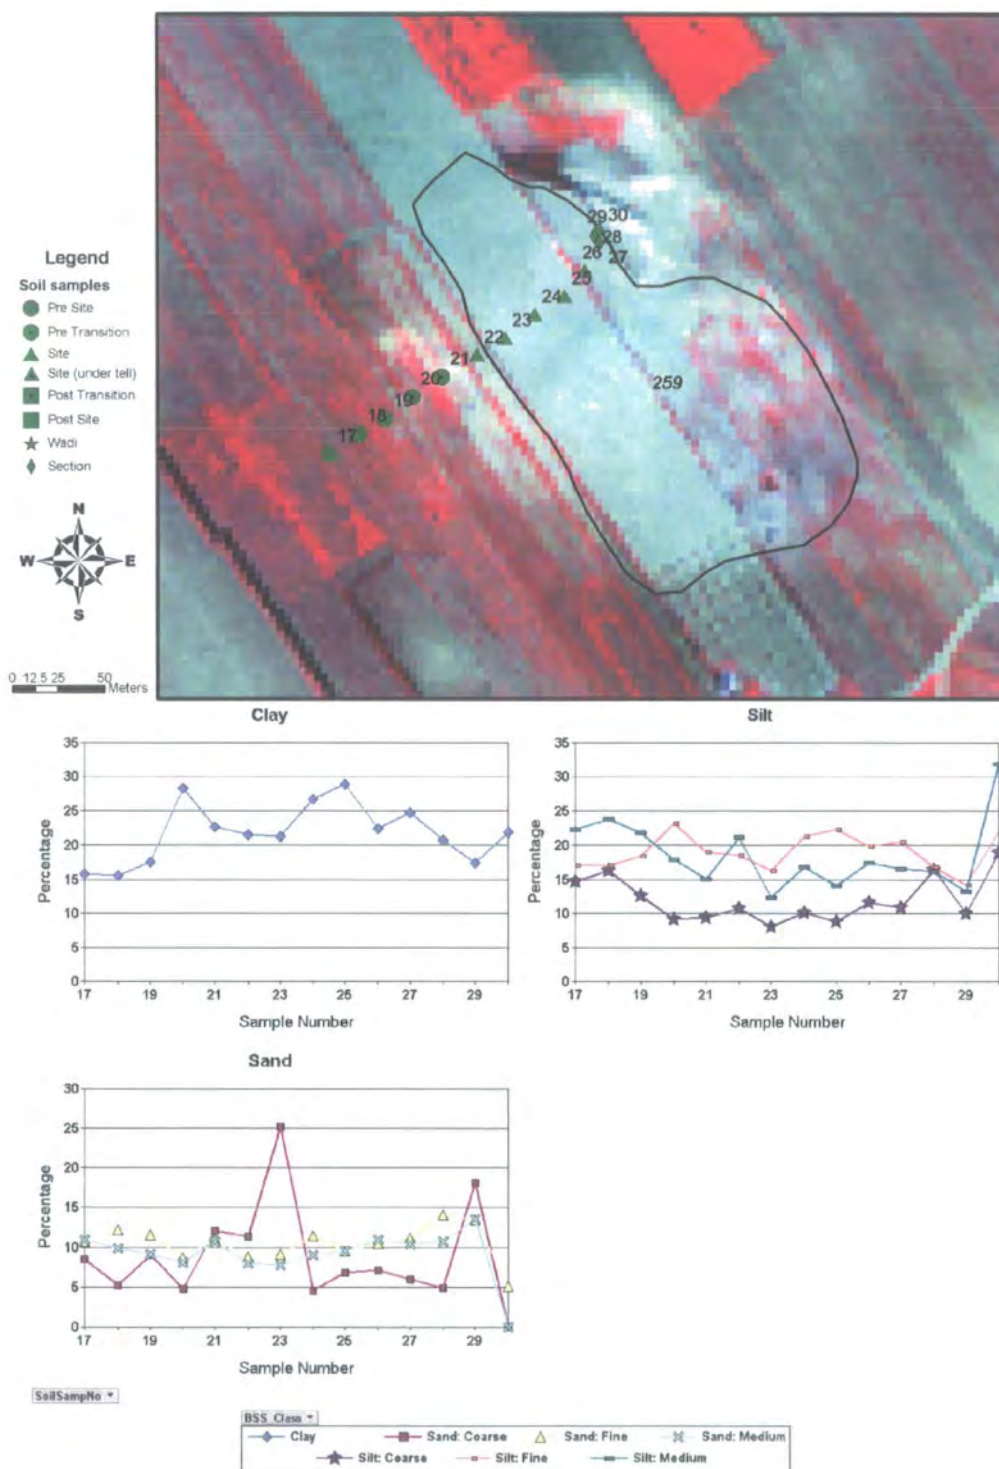 Legend
Soil samples
Pre Site
Pre Transition
Site
Site (under tell)
Post Transition
Post Site
Wadi
Section
N
W E
S
0 12.5 25 50
Meters
29 30
28
26 27
25
24
23
22
21
20
19
18
17
259
Clay
35
30
25
20
15
10
5
0
Percentage
17 19 21 23 25 27 29
Sample Number
Silt
35
30
25
20
15
10
5
0
Percentage
17 19 21 23 25 27 29
Sample Number
Sand
30
25
20
15
10
5
0
Percentage
17 19 21 23 25 27 29
Sample Number
SoilSampNo
BSS_Class
Clay Sand: Coarse Sand: Fine Sand: Medium
Silt: Coarse Silt: Fine Silt: Medium